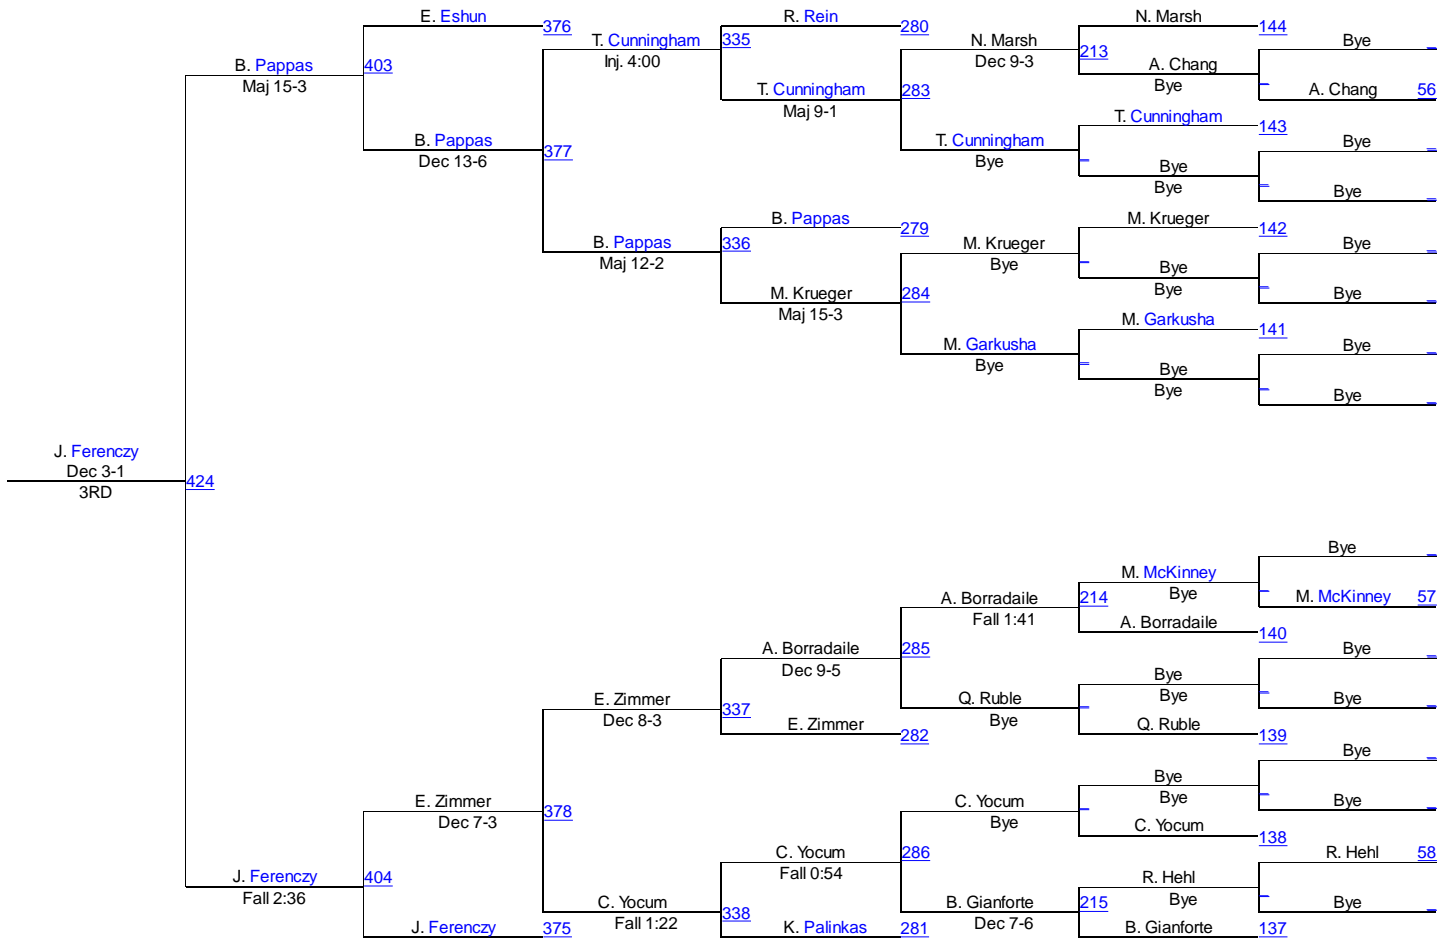 E. Eshun
376
T. Cunningham
Inj. 4:00
335
R. Rein
280
N. Marsh
Dec 9-3
213
N. Marsh
144
Bye
A. Chang
Bye
A. Chang 56
B. Pappas
Maj 15-3
403
T. Cunningham
Maj 9-1
283
T. Cunningham
143
Bye
B. Pappas
Dec 13-6
377
T. Cunningham
Bye
Bye
Bye
Bye
B. Pappas
Maj 12-2
336
B. Pappas
279
M. Krueger
Bye
M. Krueger
142
Bye
Bye
Bye
Bye
M. Krueger
Maj 15-3
284
M. Garkusha
Bye
M. Garkusha
141
Bye
Bye
Bye
Bye
J. Ferenczy
Dec 3-1
3RD
424
Bye
M. McKinney
Bye
M. McKinney 57
A. Borradaile
Fall 1:41
214
A. Borradaile
140
A. Borradaile
Dec 9-5
285
Bye
Bye
Bye
Bye
E. Zimmer
Dec 8-3
337
E. Zimmer
282
Q. Ruble
Bye
Q. Ruble
139
Bye
Bye
Bye
Bye
E. Zimmer
Dec 7-3
378
C. Yocum
Bye
C. Yocum
138
C. Yocum
Fall 0:54
286
R. Hehl 58
J. Ferenczy
Fall 2:36
404
R. Hehl
Bye
Bye
C. Yocum
Fall 1:22
338
B. Gianforte
Dec 7-6
215
J. Ferenczy
375
K. Palinkas
281
B. Gianforte
137